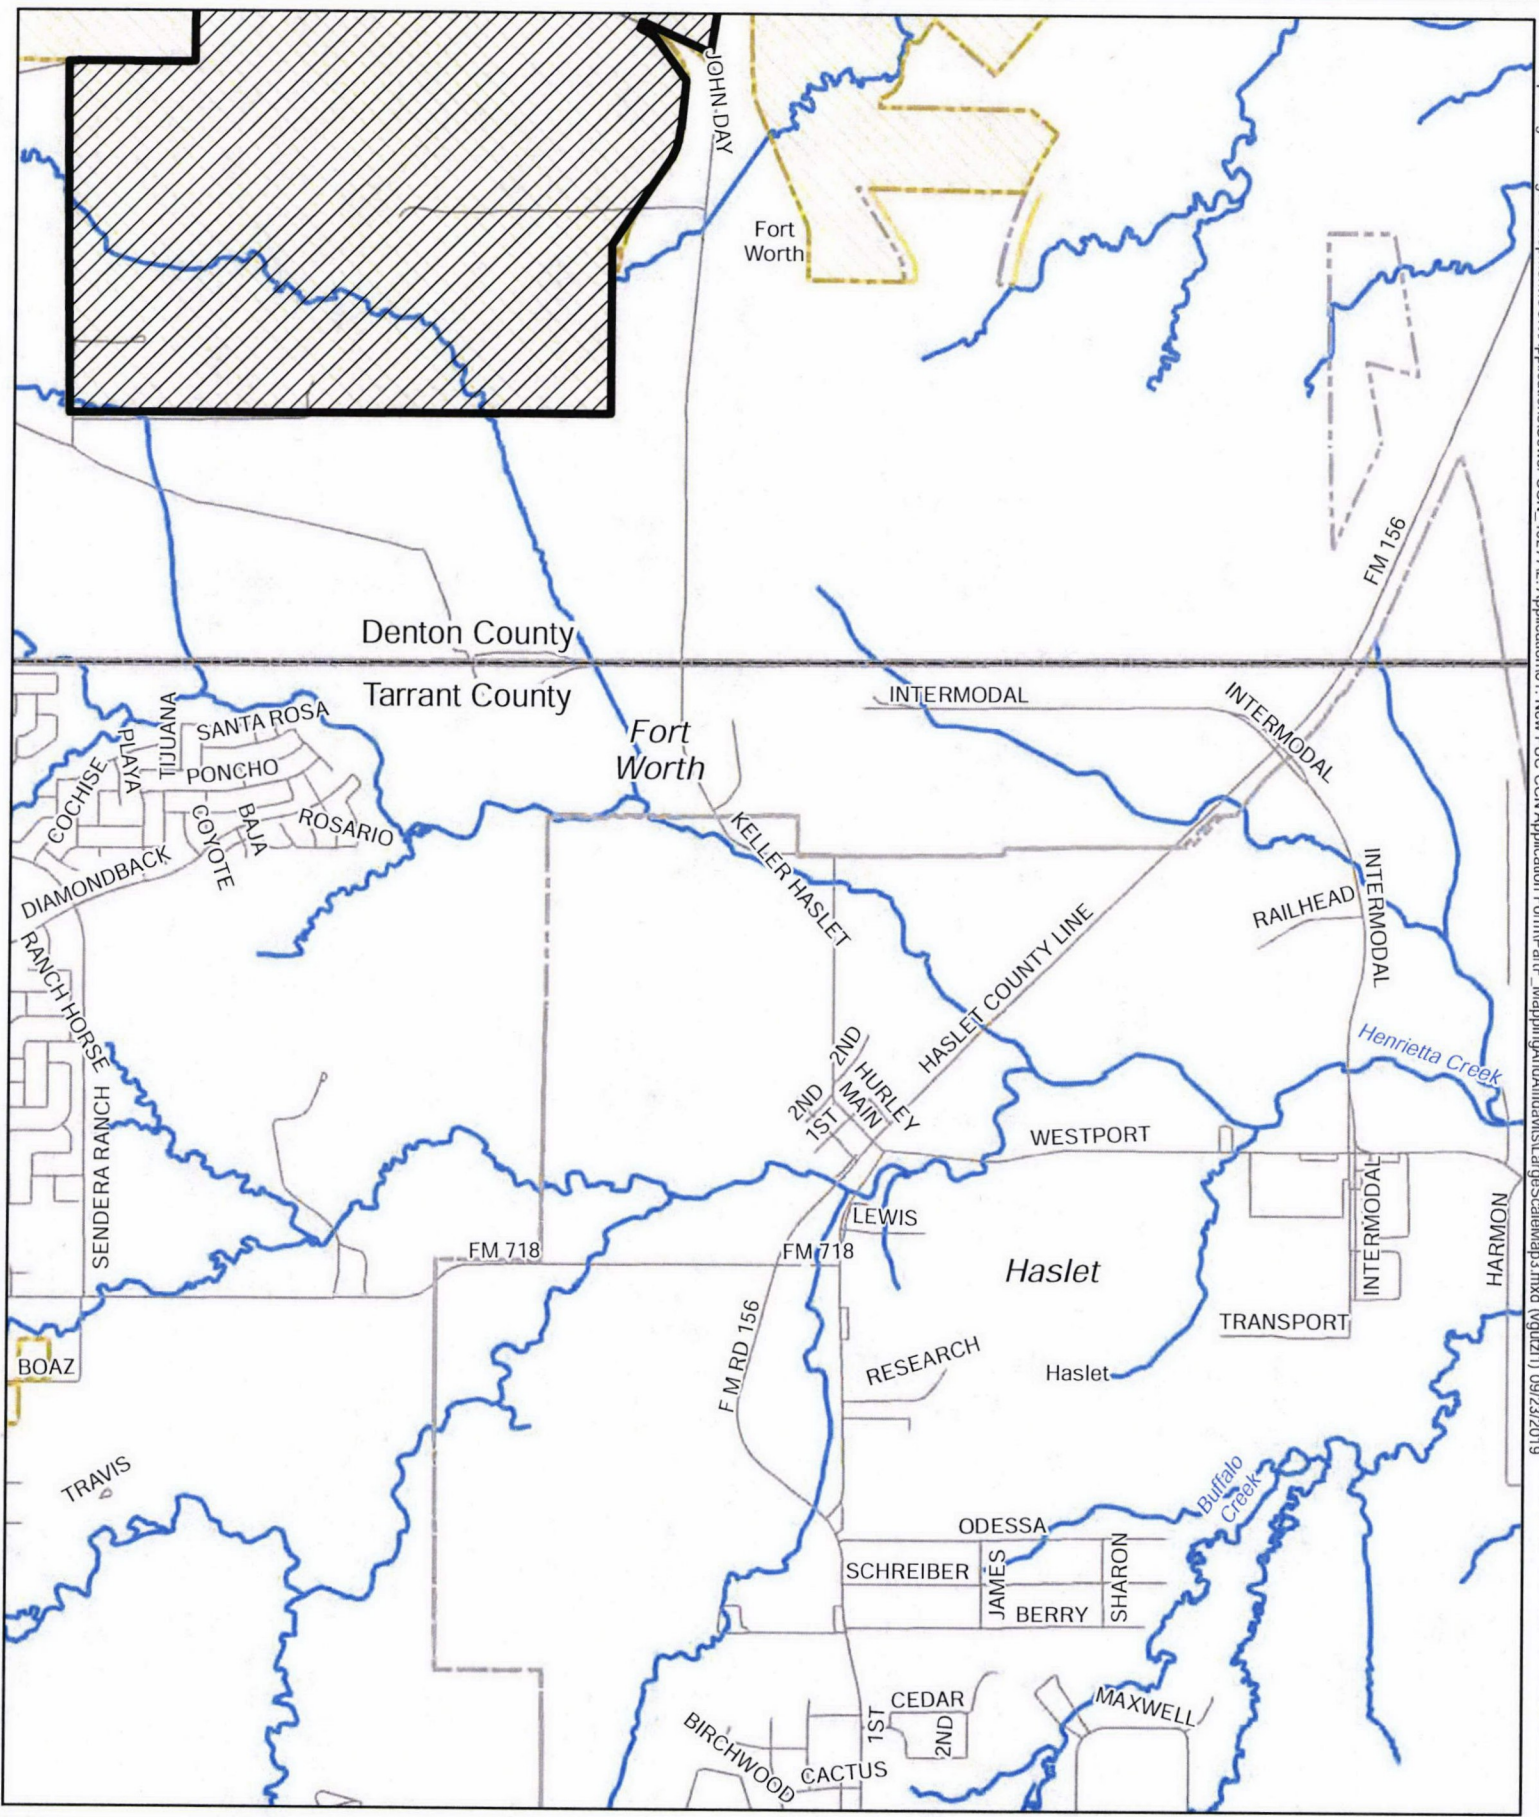 JOHN-DAY
Fort
Worth
FM 156
Denton County
Tarrant County
INTERMODAL
INTERMODAL
TIJUANA
SANTA ROSA
PLAYA
PONCHO
COCHISE
COYOTE
BAJA
ROSARIO
Fort
Worth
KELLER HASLET
DIAMONDBACK
INTERMODAL
RAILHEAD
RANCH HORSE
HASLET COUNTY LINE
Henrietta Creek
2ND
HURLEY
MAIN
2ND
1ST
WESTPORT
SENDERA RANCH
LEWIS
FM 718
FM 718
Haslet
INTERMODAL
HARMON
TRANSPORT
F M RD 156
RESEARCH
Haslet
BOAZ
TRAVIS
Buffalo
Creek
ODESSA
SCHREIBER
JAMES
SHARON
BERRY
CEDAR
1ST
2ND
MAXWELL
BIRCHWOOD
CACTUS
09/23/2019